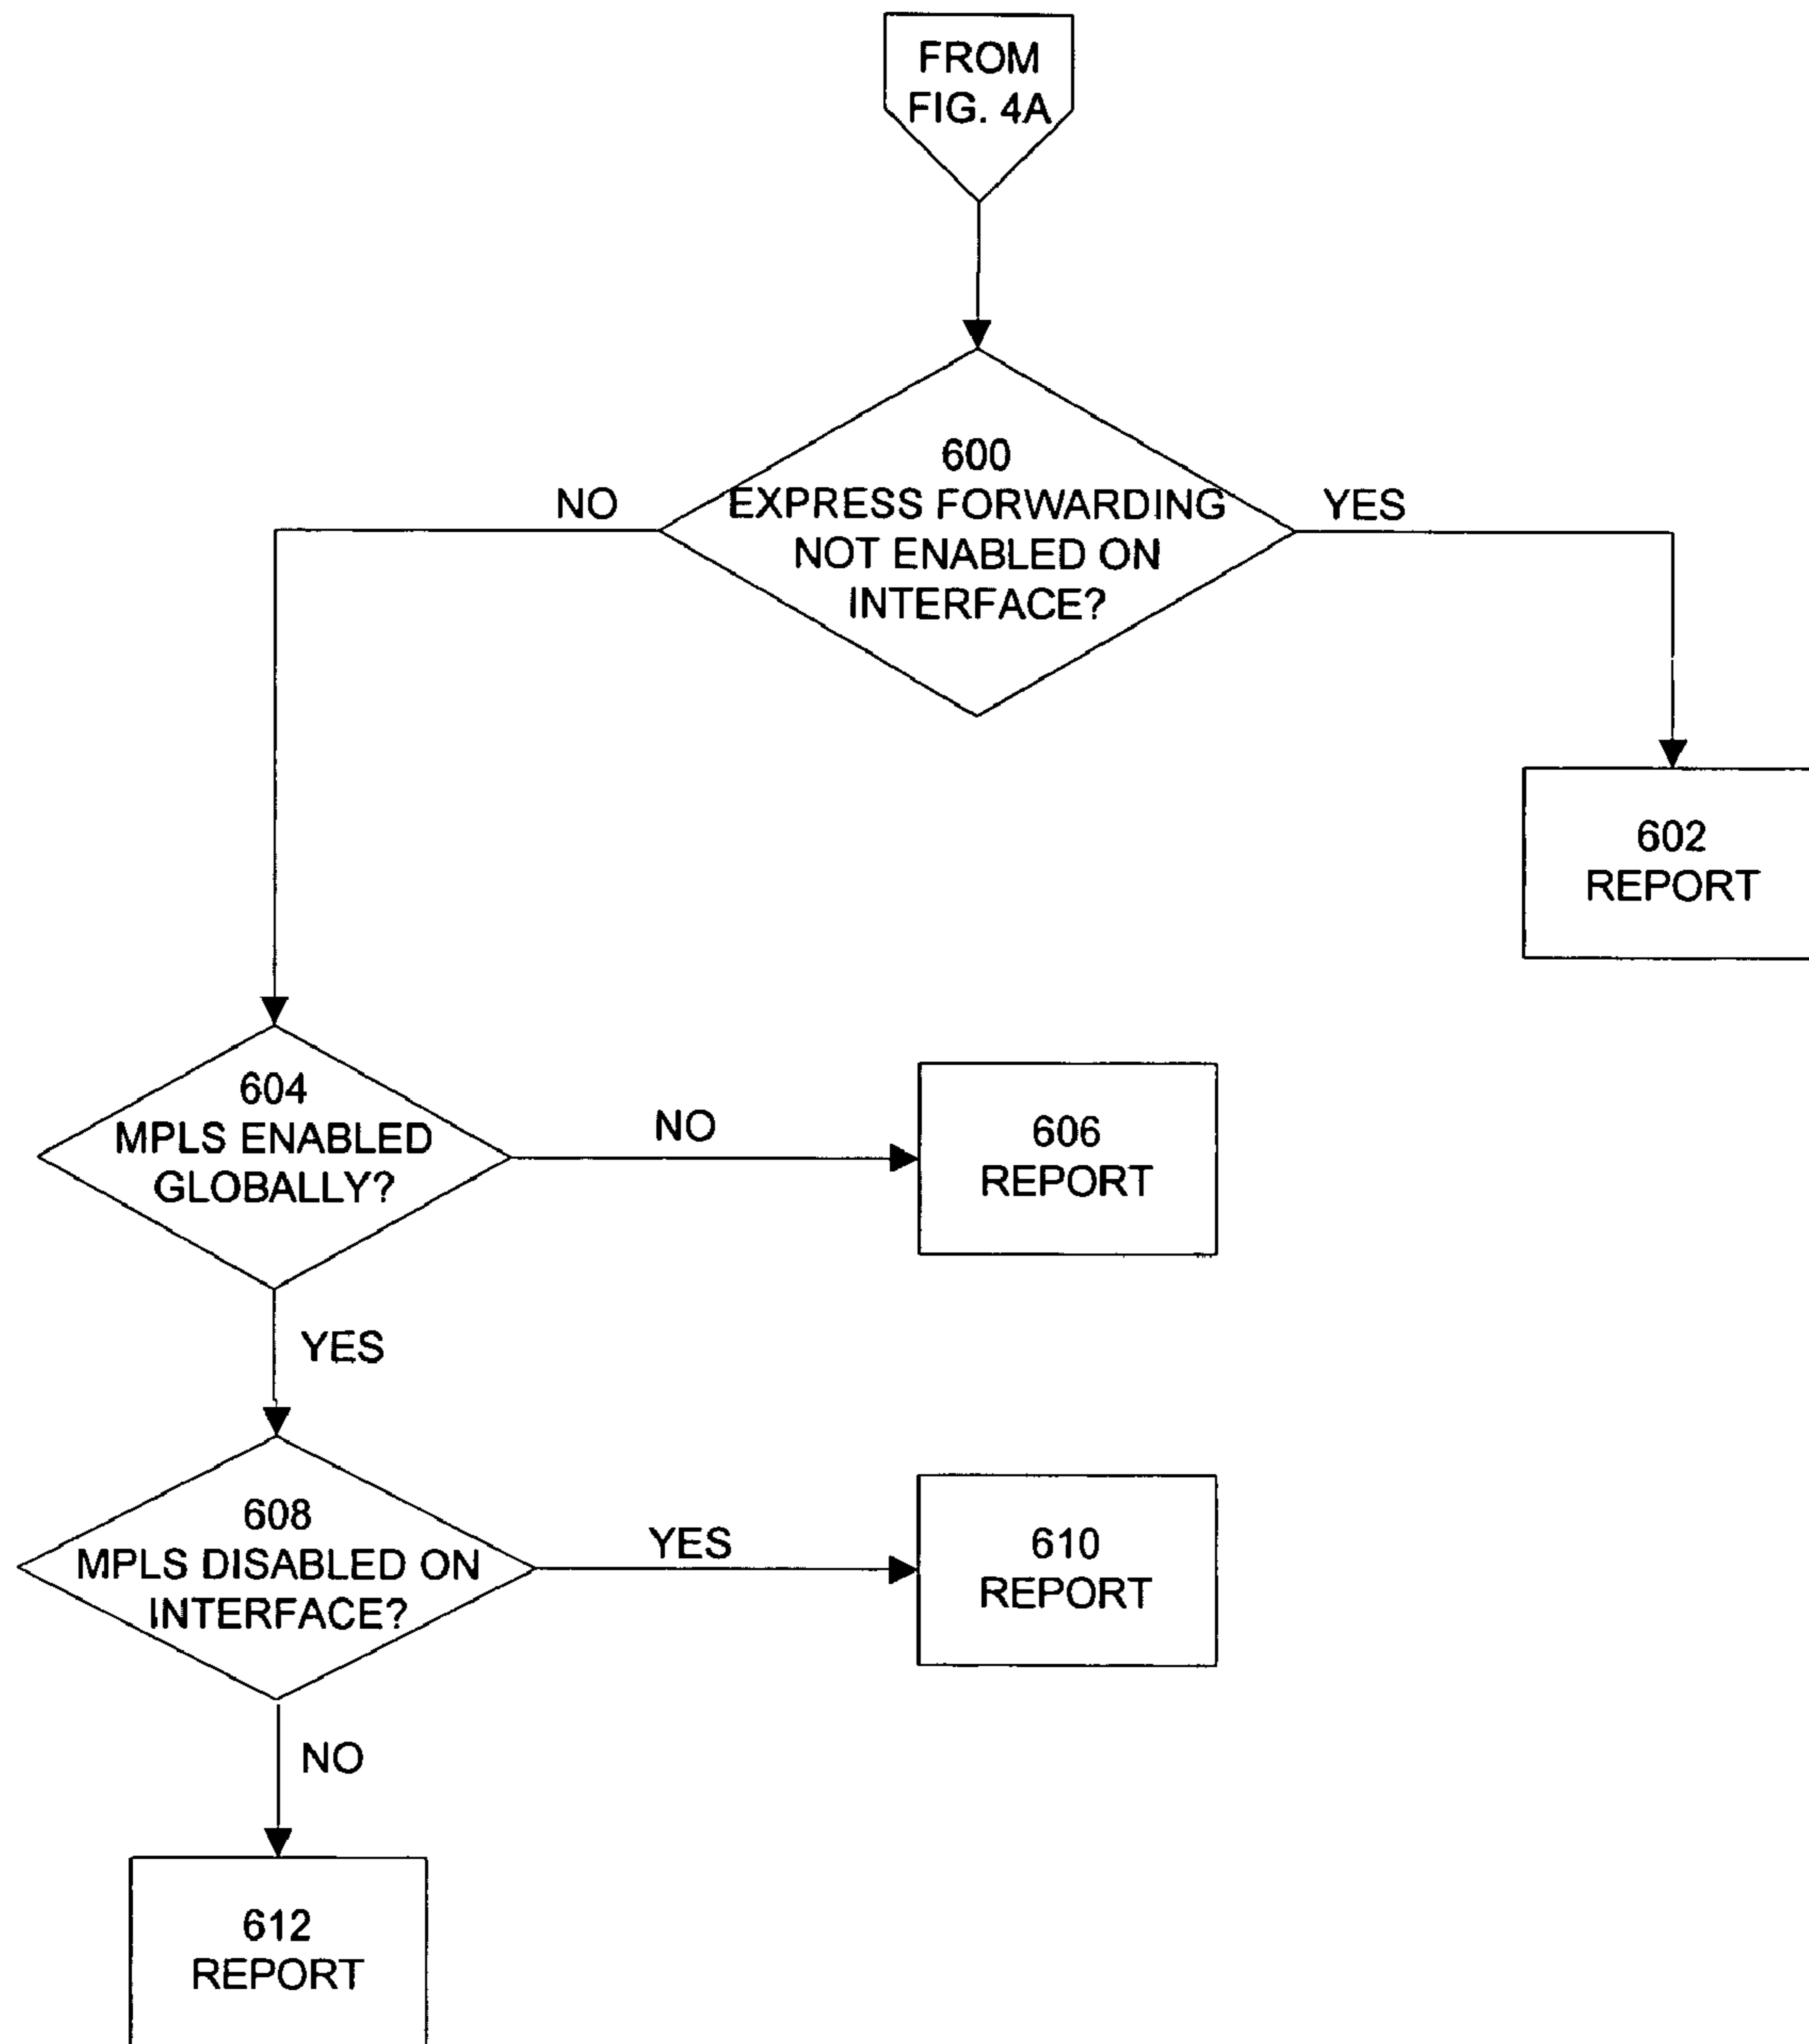 FROM
FIG. 4A
600
EXPRESS FORWARDING
NOT ENABLED ON
INTERFACE?
NO
YES
602
REPORT
604
MPLS ENABLED
GLOBALLY?
NO
606
REPORT
YES
608
MPLS DISABLED ON
INTERFACE?
YES
610
REPORT
NO
612
REPORT